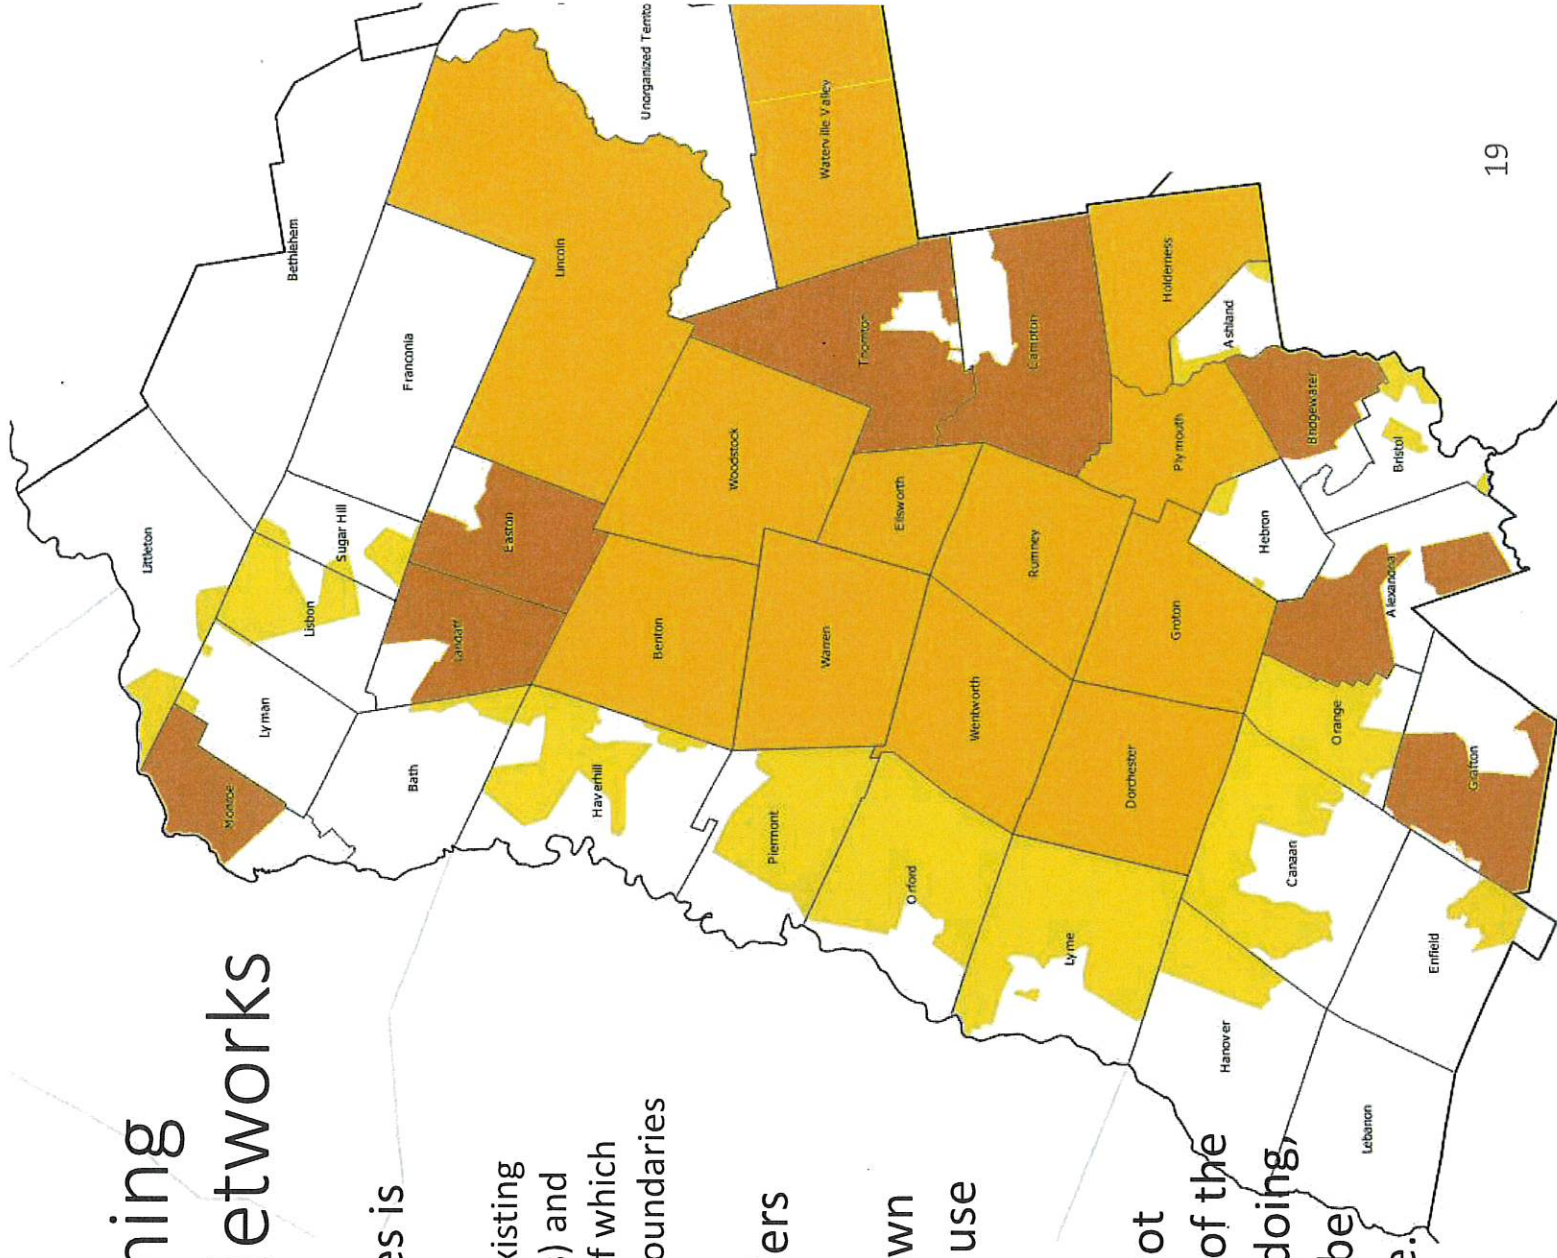 ning
etworks
es is
xisting
) and
f which
oundaries
ers
wn
use
ot
of the
doing,
be
e.
Littleton
Bethlehem
Monroe
Lyman
Lisbon
Sugar Hill
Franconia
Bath
Landaff
Easton
Lincoln
Unorganized Territo
Haverhill
Benton
Woodstock
Waterville Valley
Piermont
Warren
Ellsworth
Thornton
Orford
Wentworth
Rumney
Campton
Lyme
Dorchester
Groton
Plymouth
Holderness
Ashland
Hanover
Canaan
Orange
Hebron
Bridgewater
Alexandria
Bristol
Lebanon
Enfield
Grafton
19